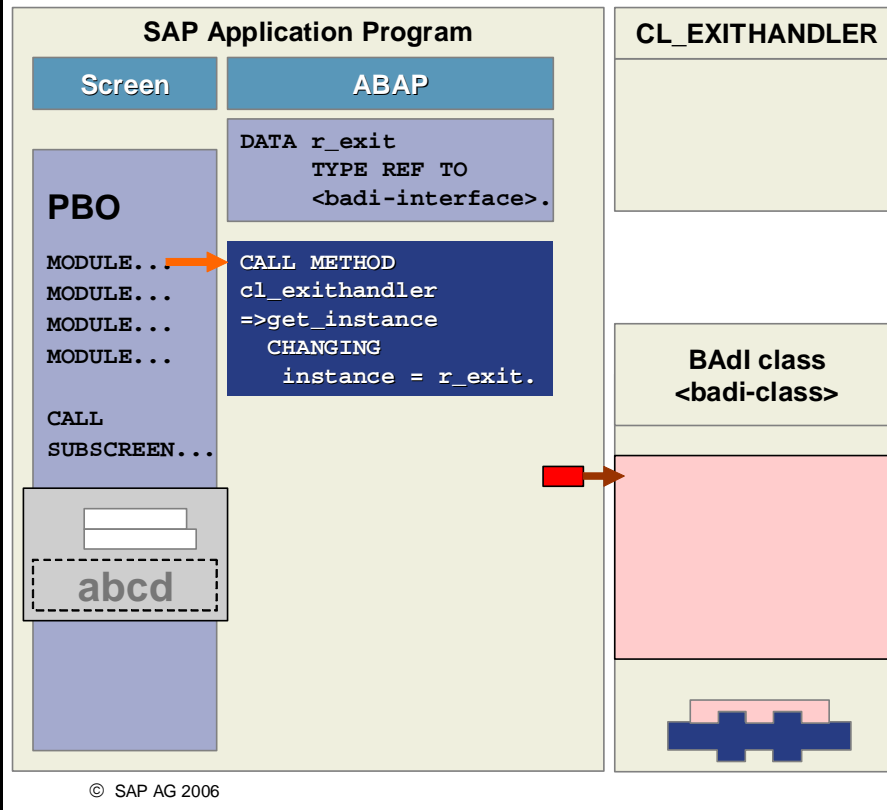 SAP Application Program
Screen
ABAP
DATA r_exit
TYPE REF TO
<badi-interface>.
PBO
MODULE...
MODULE...
MODULE...
MODULE...
CALL
SUBSCREEN...
CALL METHOD
cl_exithandler
=>get_instance
CHANGING
instance = r_exit.
abcd
CL_EXITHANDLER
BAdI class
<badi-class>
© SAP AG 2006